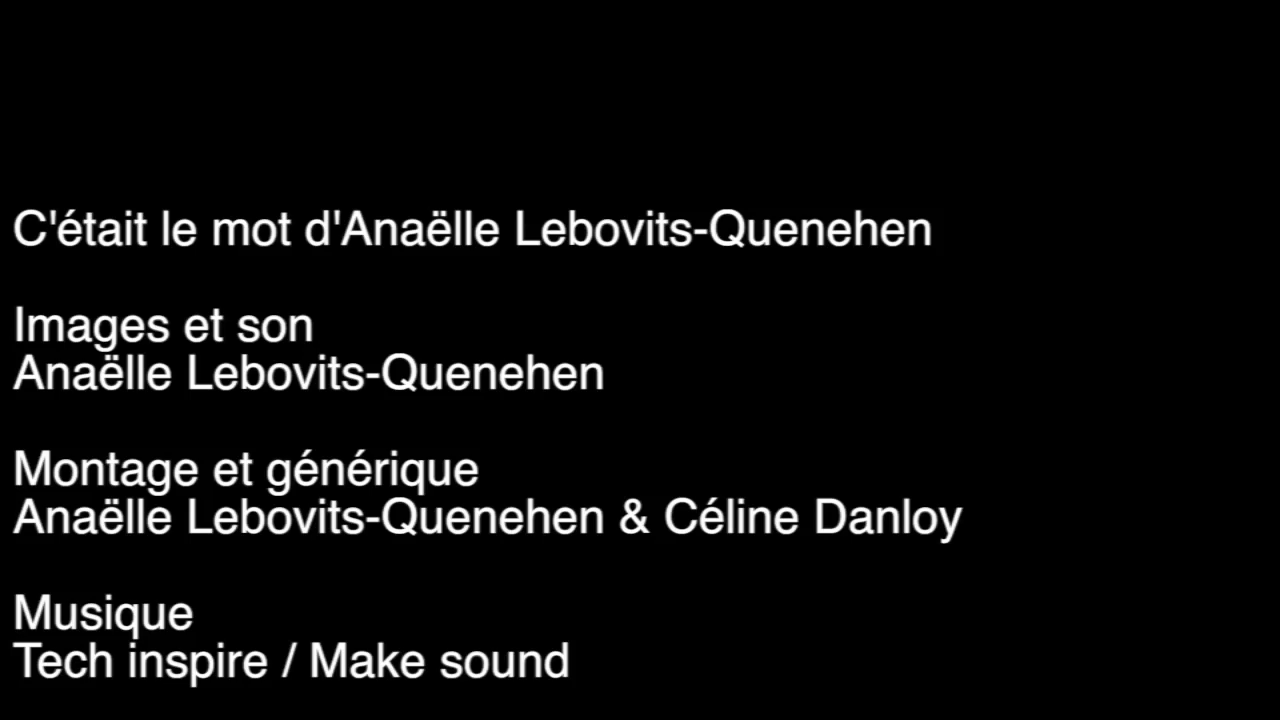 C'était le mot d'Anaëlle Lebovits-Quenehen
Images et son
Anaëlle Lebovits-Quenehen
Montage et générique
Anaëlle Lebovits-Quenehen & Céline Danloy
Musique
Tech inspire / Make sound